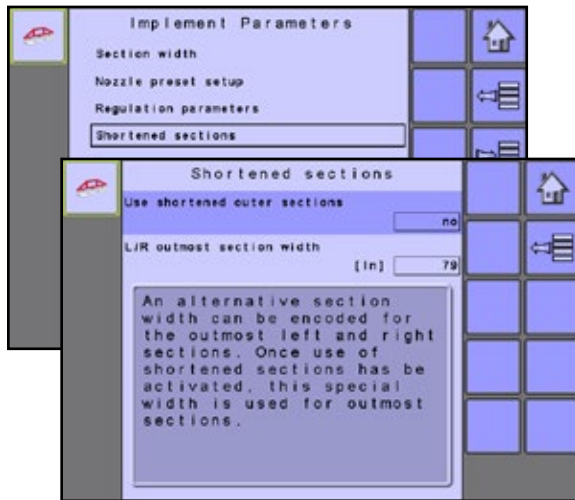 Implement Parameters
Section width
Nozzle preset setup
Regulation parameters
Shortened sections
Shortened sections
Use shortened outer sections
no
L/R outmost section width
[in] 79
An alternative section
width can be encoded for
the outmost left and right
sections. Once use of
shortened sections has be
activated, this special
width is used for outmost
sections.